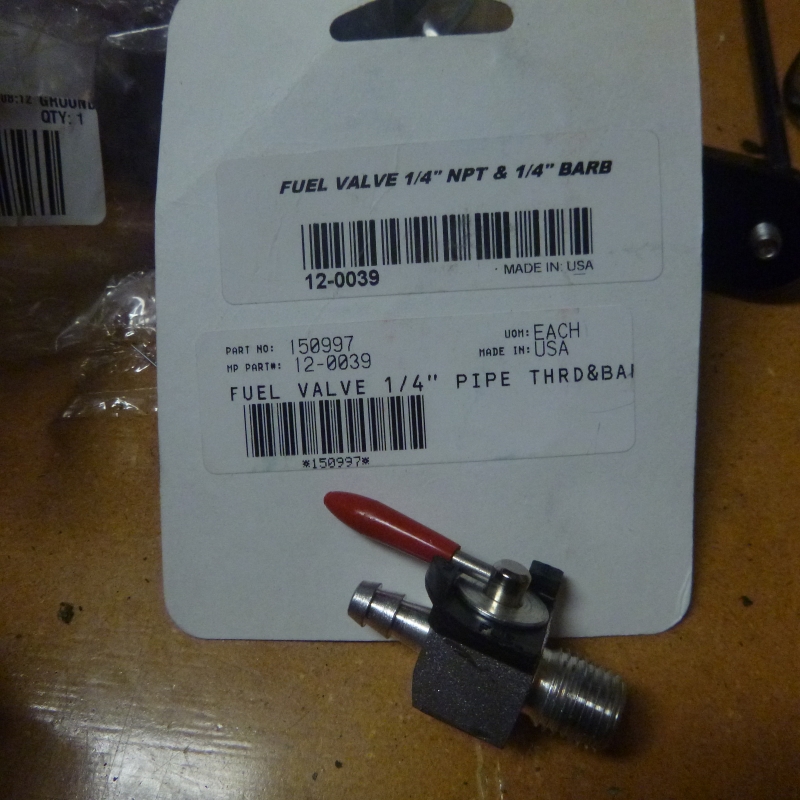 GROUND
QTY: 1
FUEL VALVE 1/4" NPT & 1/4" BARB
12-0039
MADE IN: USA
PART NO: 150997
UOM: EACH
MP PART#: 12-0039
MADE IN: USA
FUEL VALVE 1/4" PIPE THRD&BA
*150997*